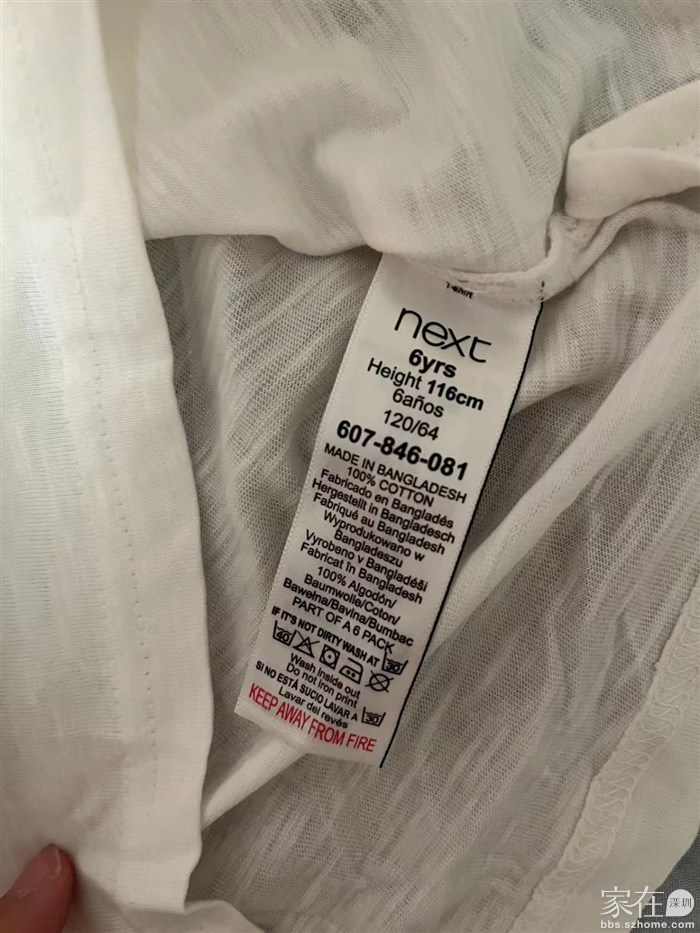 T-Shirt
next
6yrs
Height 116cm
6años
120/64
607-846-081
MADE IN BANGLADESH
100% COTTON
Fabricado en Bangladés
Hergestellt in Bangladesch
Fabriqué au Bangladesh
Wyprodukowano w
Bangladeszu
Vyrobeno v Bangladéši
Fabricat în Bangladesh
100% Algodón/
Baumwolle/Coton/
Bawełna/Bavlna/Bumbac
PART OF A 6 PACK
IF IT'S NOT DIRTY WASH AT 30
40
Wash inside out
Do not iron print
SI NO ESTÁ SUCIO LAVAR A 30
Lavar del revés
KEEP AWAY FROM FIRE
家在 深圳
bbs.szhome.com